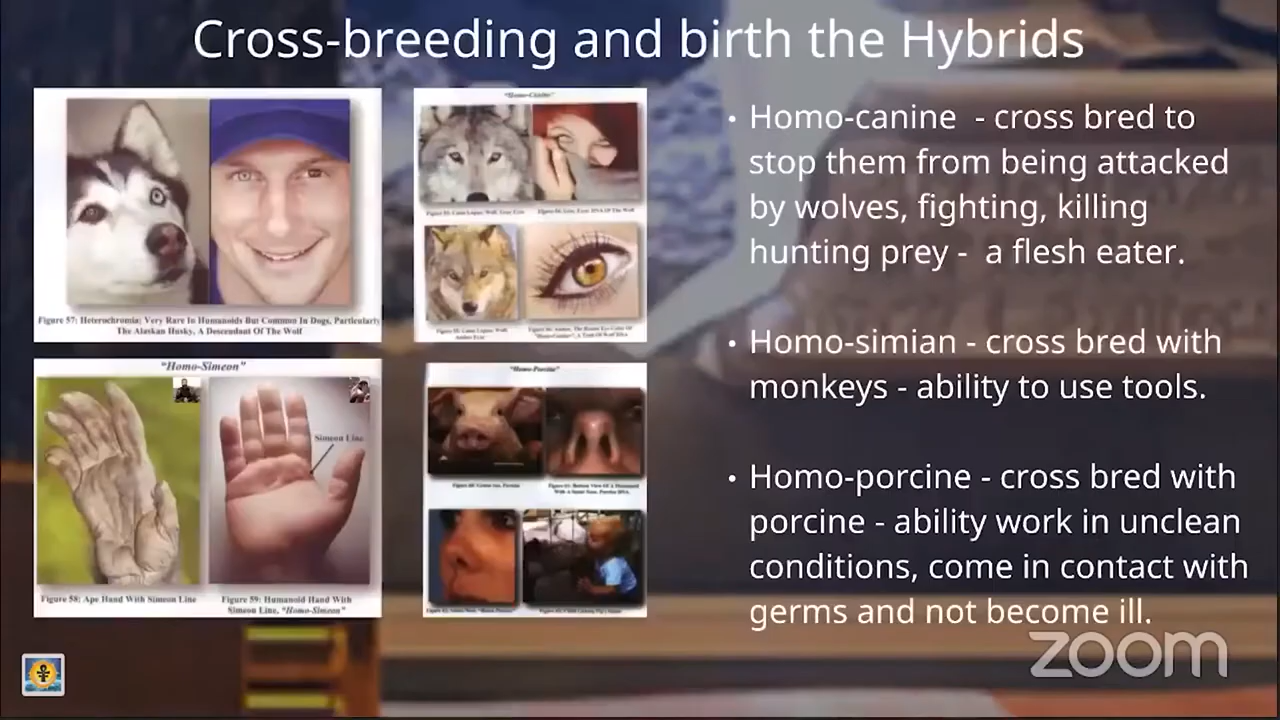 Cross-breeding and birth the Hybrids
Figure 57: Heterochromia; Very Rare In Humanoids But Common In Dogs, Particularly
The Alaskan Husky, A Descendant Of The Wolf
"Homo-Canine"
"Homo-Simeon"
Simeon Line
Figure 58: Ape Hand With Simeon Line
Figure 59: Humanoid Hand With
Simeon Line, "Homo-Simeon"
"Homo-Porcine"
• Homo-canine - cross bred to
stop them from being attacked
by wolves, fighting, killing
hunting prey - a flesh eater.
• Homo-simian - cross bred with
monkeys - ability to use tools.
• Homo-porcine - cross bred with
porcine - ability work in unclean
conditions, come in contact with
germs and not become ill.
zoom